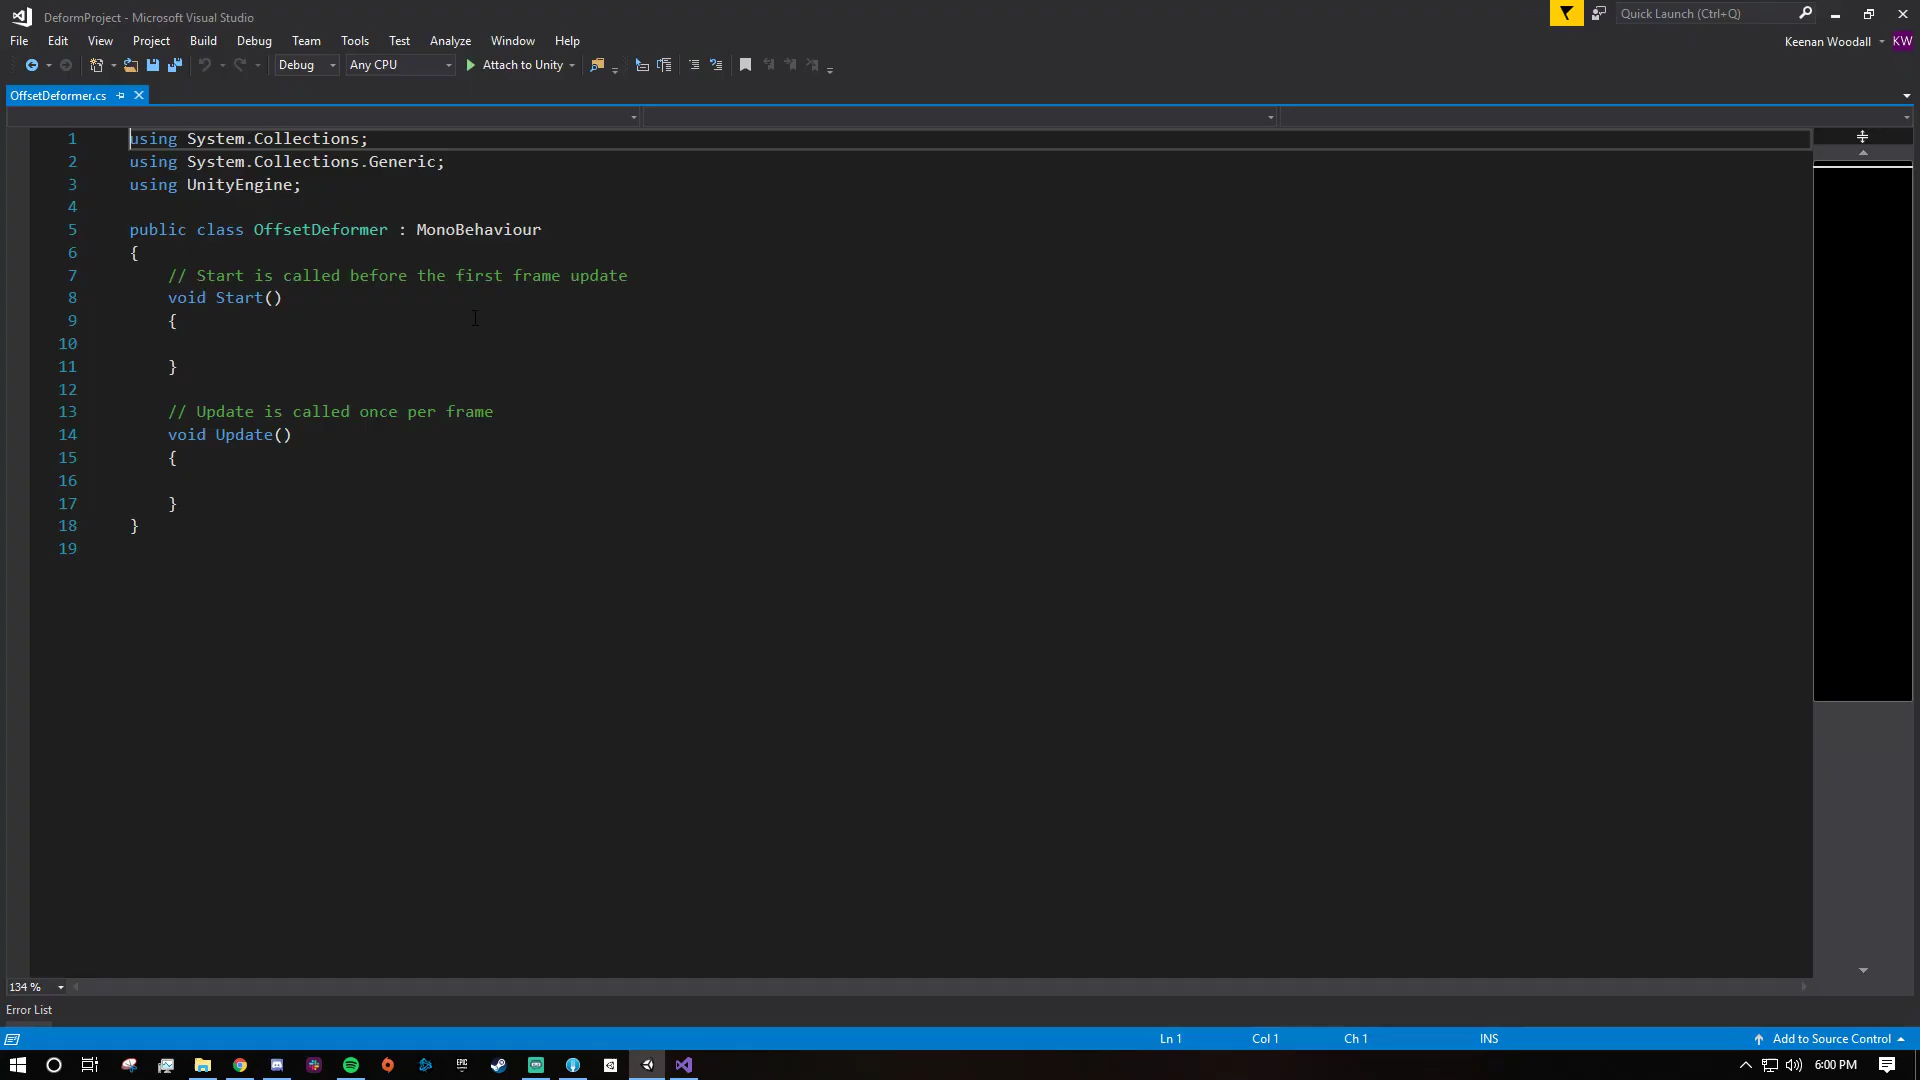 DeformProject - Microsoft Visual Studio
Quick Launch (Ctrl+Q)
File Edit View Project Build Debug Team Tools Test Analyze Window Help
Keenan Woodall KW
Debug Any CPU Attach to Unity
OffsetDeformer.cs
1 using System.Collections;
2 using System.Collections.Generic;
3 using UnityEngine;
4
5 public class OffsetDeformer : MonoBehaviour
6 {
7 // Start is called before the first frame update
8 void Start()
9 {
10
11 }
12
13 // Update is called once per frame
14 void Update()
15 {
16
17 }
18 }
19
134 %
Error List
Ln 1 Col 1 Ch 1 INS Add to Source Control
EPIC
6:00 PM